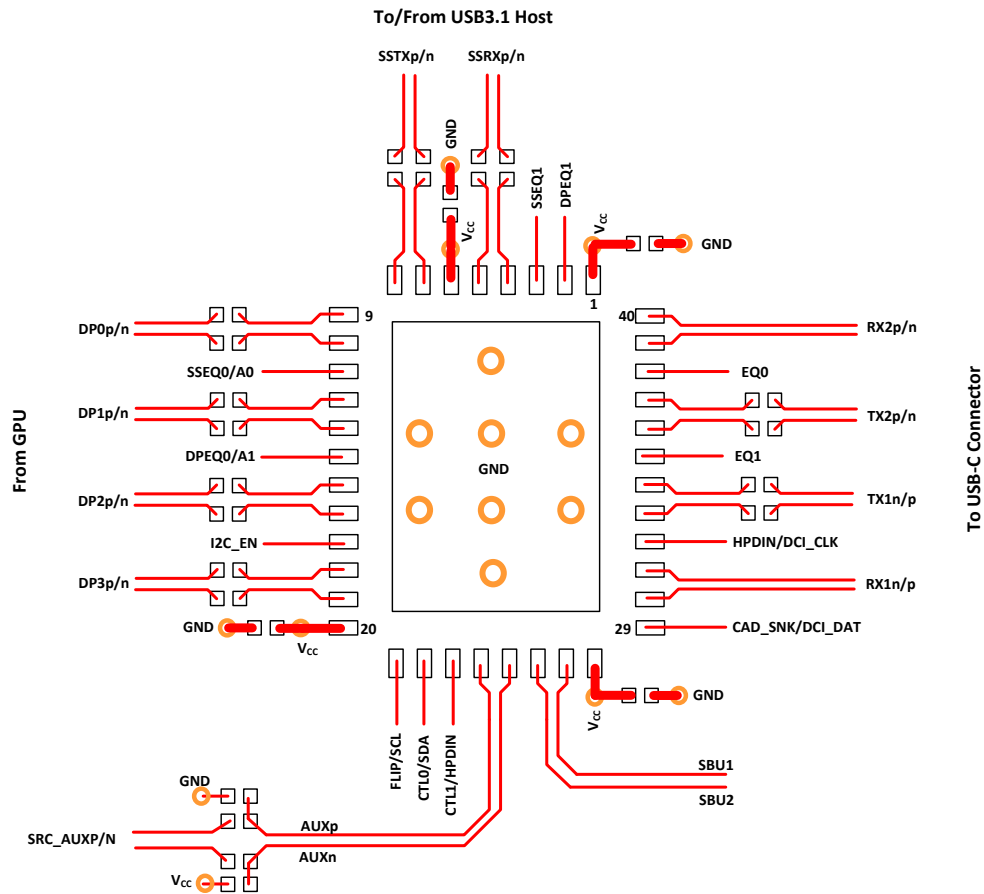 To/From USB3.1 Host
SSTXp/n
SSRXp/n
GND
SSEQ1
DPEQ1
VCC
VCC
GND
1
9
40
DP0p/n
RX2p/n
SSEQ0/A0
EQ0
DP1p/n
TX2p/n
From GPU
DPEQ0/A1
GND
EQ1
To USB-C Connector
DP2p/n
TX1n/p
I2C_EN
HPDIN/DCI_CLK
DP3p/n
RX1n/p
GND
20
29
CAD_SNK/DCI_DAT
VCC
FLIP/SCL
CTL0/SDA
CTL1/HPDIN
VCC
GND
SBU1
SBU2
GND
SRC_AUXP/N
AUXp
AUXn
VCC